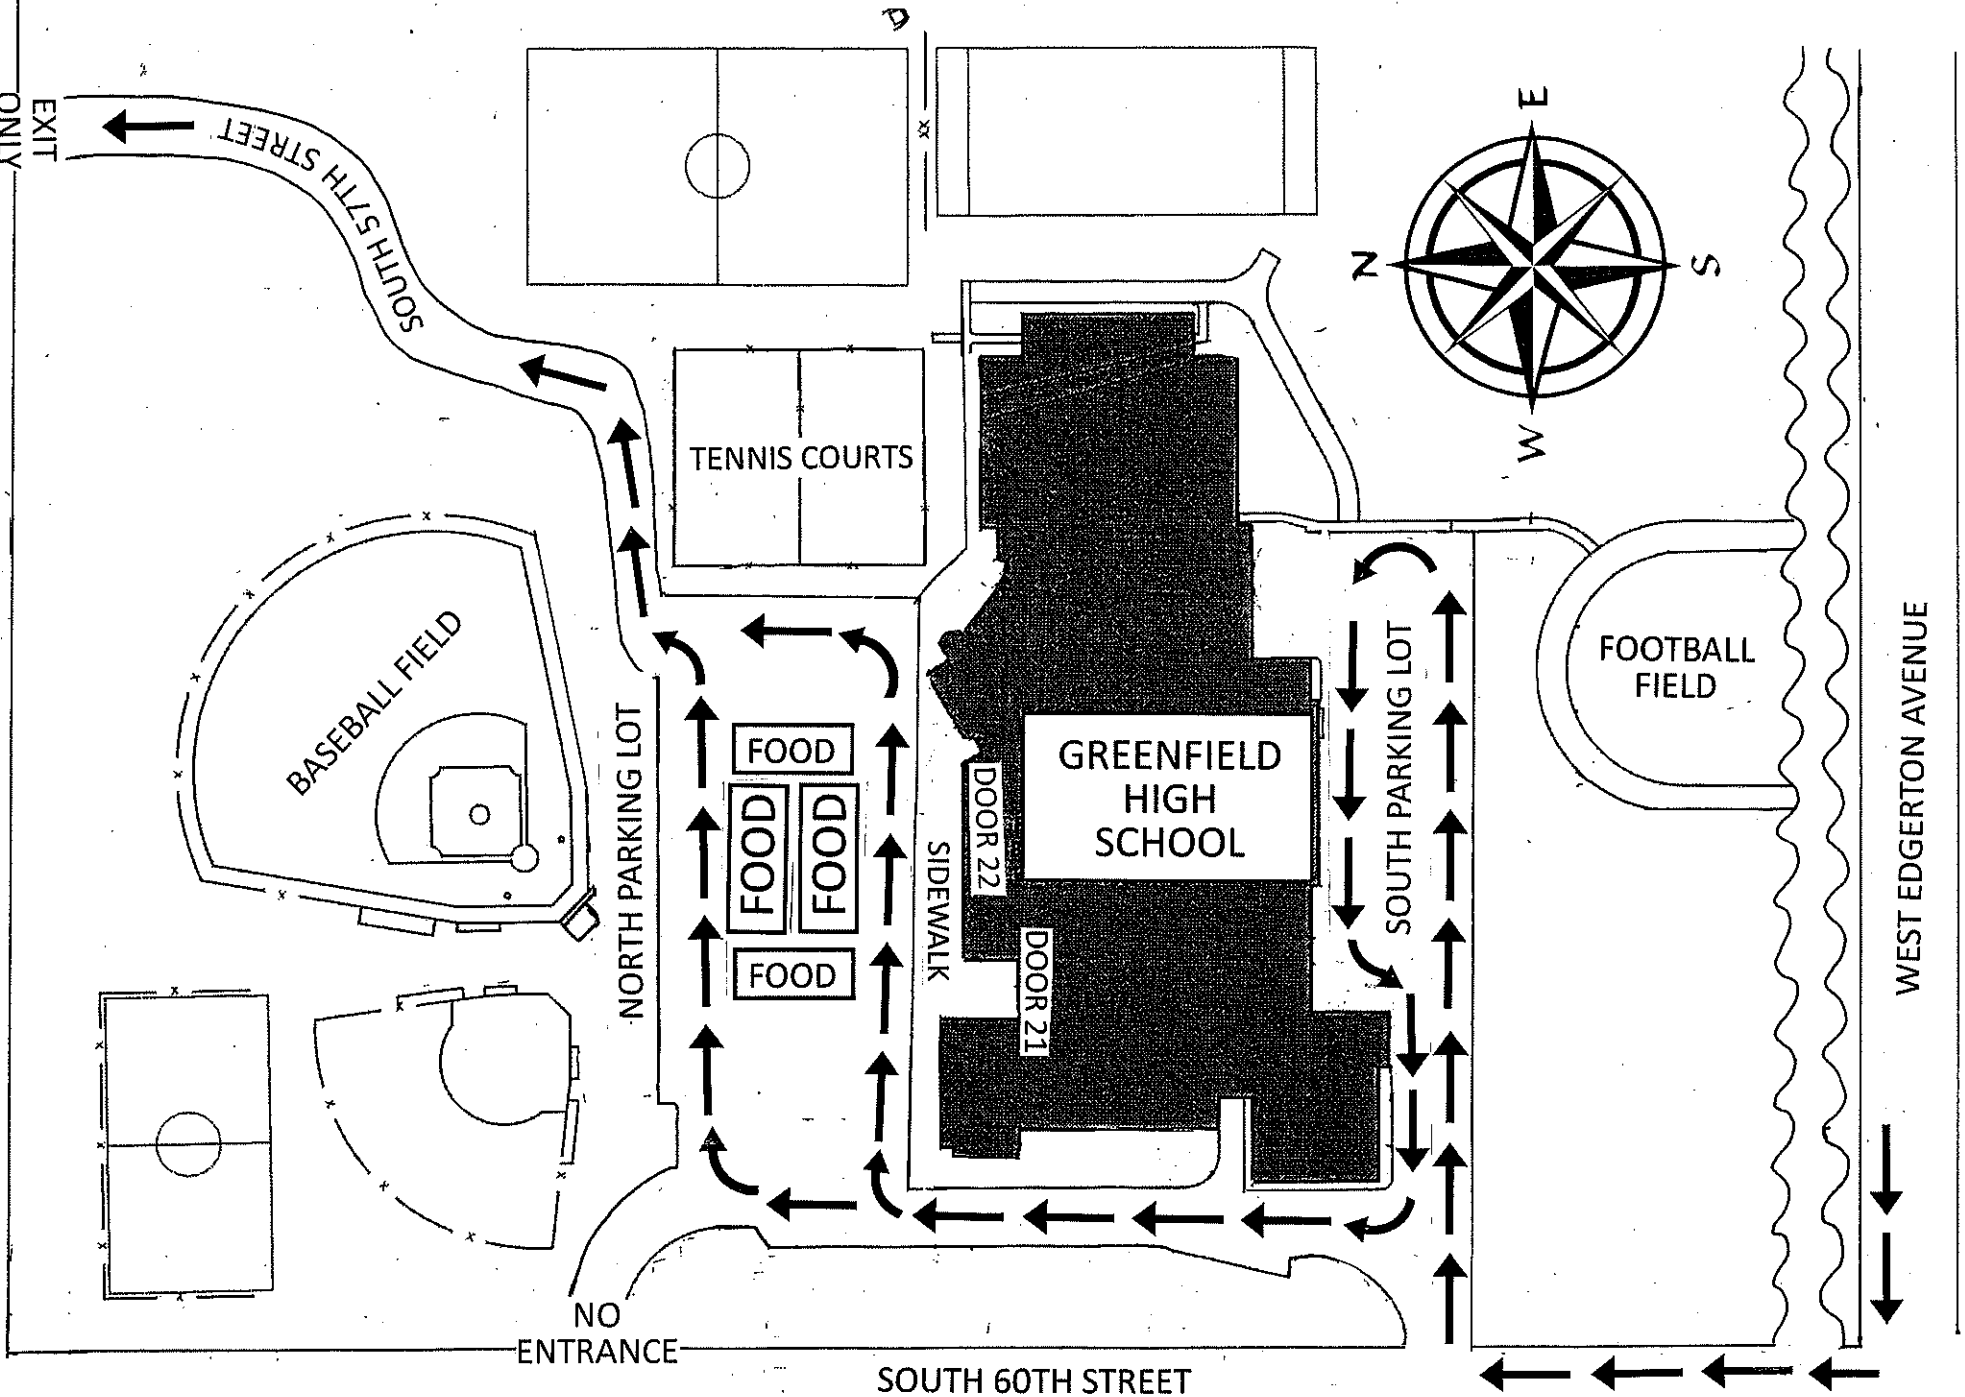 EXIT
ONLY
SOUTH 57TH STREET
E
N
S
W
TENNIS COURTS
BASEBALL FIELD
NORTH PARKING LOT
FOOD
FOOD
FOOD
FOOD
SIDEWALK
DOOR 22
DOOR 21
GREENFIELD
HIGH
SCHOOL
SOUTH PARKING LOT
FOOTBALL
FIELD
WEST EDGERTON AVENUE
NO
ENTRANCE
SOUTH 60TH STREET